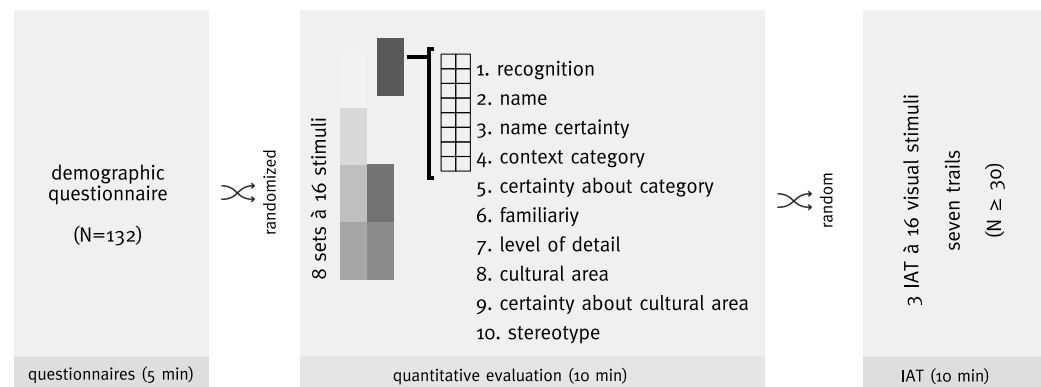 demographic
questionnaire
(N=132)
questionnaires (5 min)
randomized
8 sets à 16 stimuli
1. recognition
2. name
3. name certainty
4. context category
5. certainty about category
6. familiariy
7. level of detail
8. cultural area
9. certainty about cultural area
10. stereotype
quantitative evaluation (10 min)
random
3 IAT à 16 visual stimuli
seven trails
(N ≥ 30)
IAT (10 min)